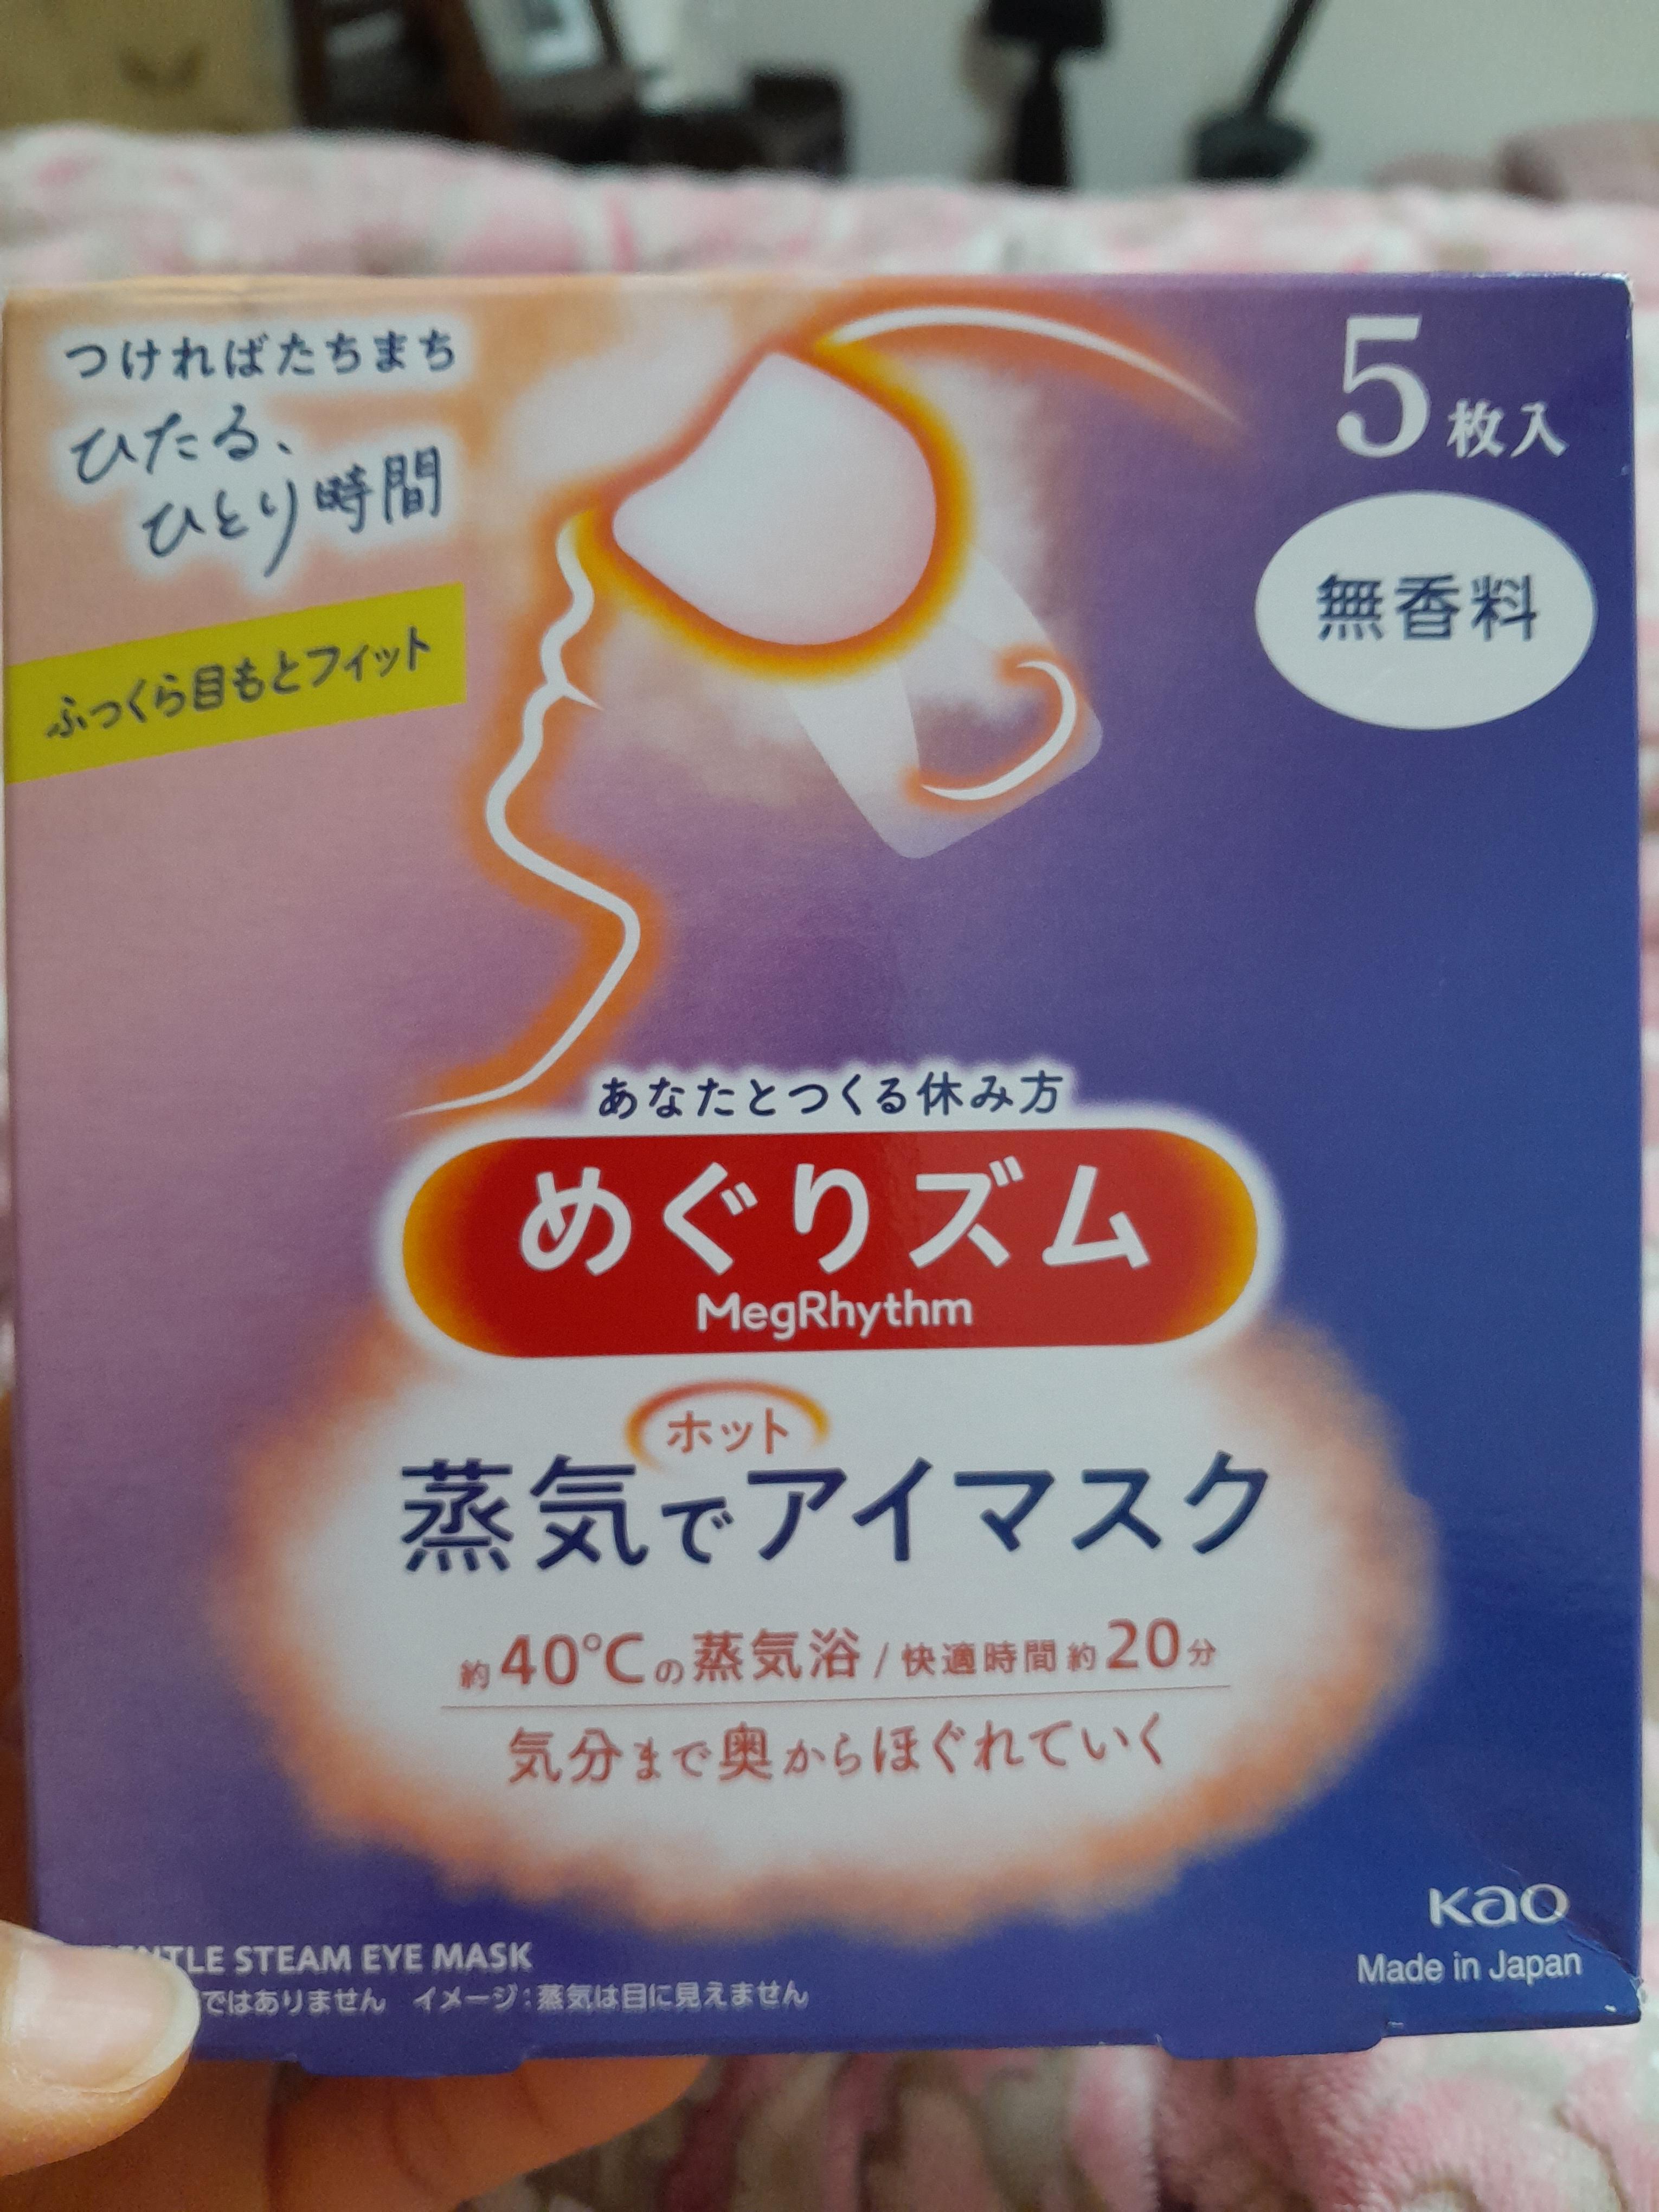 つければたちまち
ひたる、
ひとり時間
ふっくら目もとフィット
5枚入
無香料
あなたとつくる休み方
めぐりズム
MegRhythm
ホット
蒸気でアイマスク
約40℃の蒸気浴/快適時間約20分
気分まで奥からほぐれていく
Kao
Made in Japan
STEAM EYE MASK
ではありません イメージ:蒸気は目に見えません